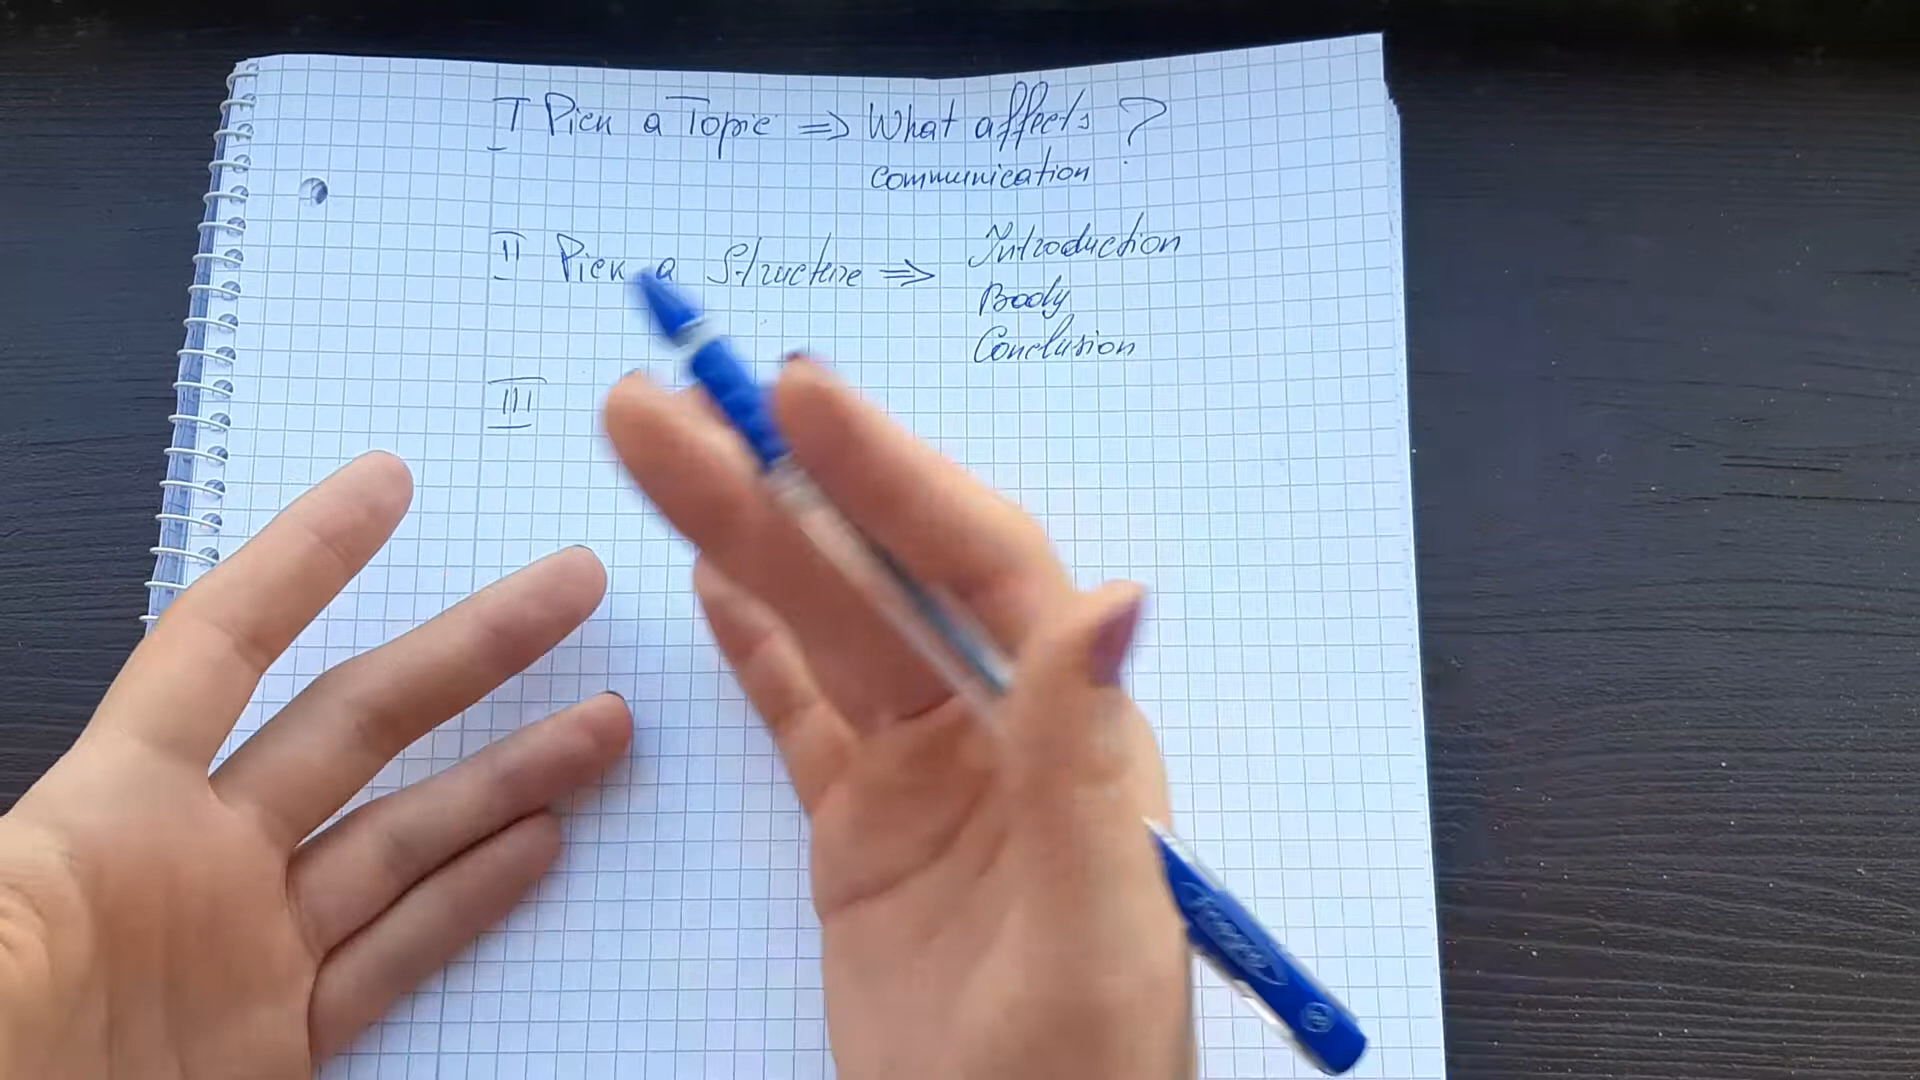 I Pick a Topic ⇒ What affects ?
communication
II Pick a Structure ⇒ Introduction
Body
Conclusion
III